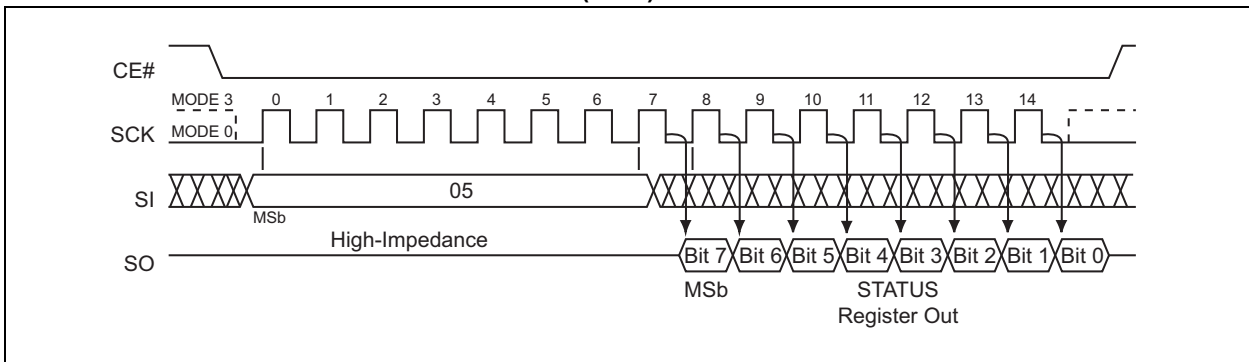 CE#
MODE 3 0 1 2 3 4 5 6 7 8 9 10 11 12 13 14
SCK
MODE 0
SI 05
MSb
High-Impedance
SO Bit 7 Bit 6 Bit 5 Bit 4 Bit 3 Bit 2 Bit 1 Bit 0
MSb STATUS
Register Out